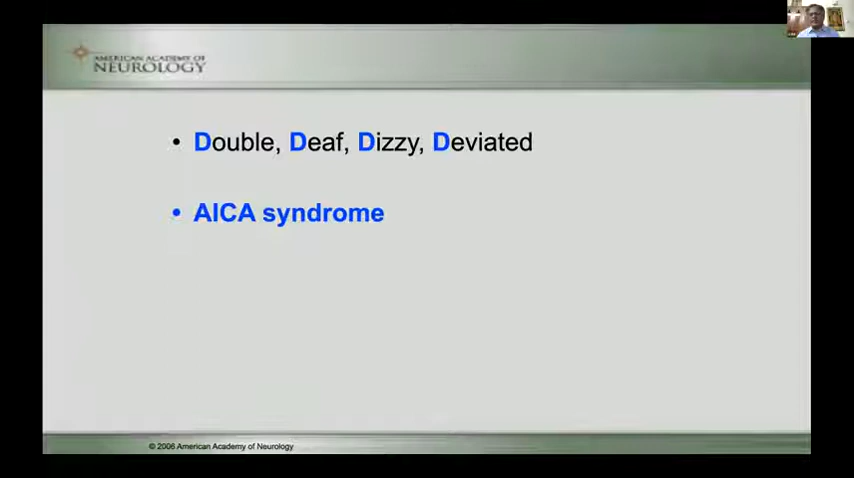 AMERICAN ACADEMY OF
NEUROLOGY
• Double, Deaf, Dizzy, Deviated
• AICA syndrome
© 2006 American Academy of Neurology